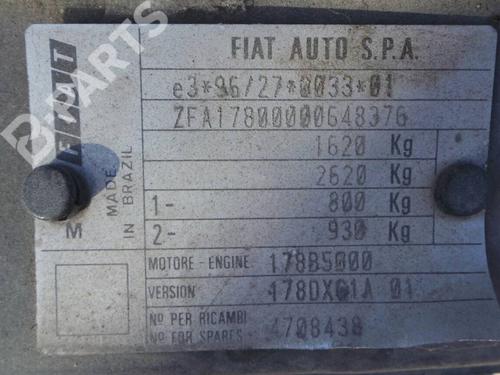 FIAT AUTO S.P.A.
e3*96/27*0033*01
ZFA17800000648376
1620 Kg
2620 Kg
1- 800 Kg
2- 930 Kg
MOTORE - ENGINE 178B5000
VERSION 178DXG1A 01
Nº PER RICAMBI
Nº FOR SPARES - 4708438
FIAT
MADE
IN BRAZIL
M
B-PARTS